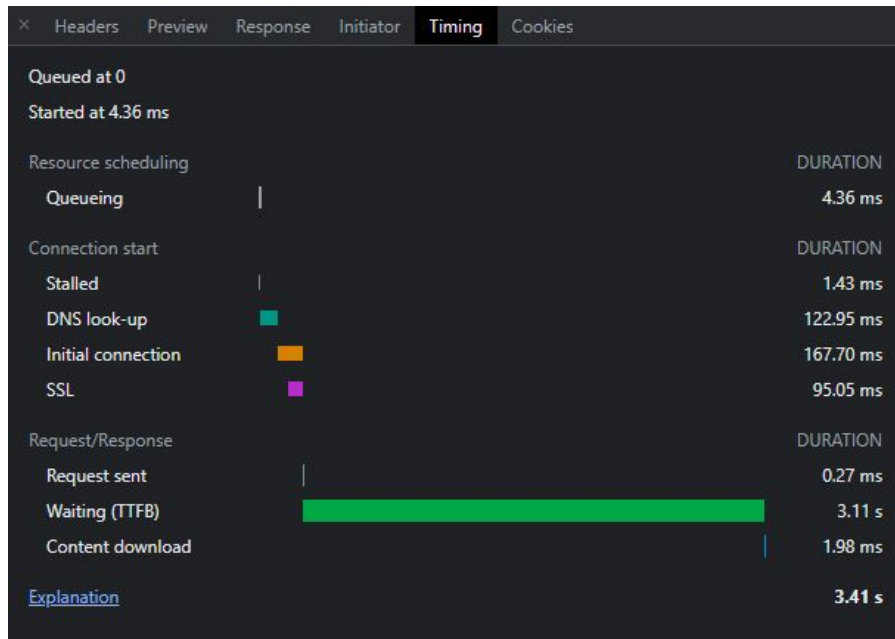 × Headers Preview Response Initiator Timing Cookies
Queued at 0
Started at 4.36 ms
Resource scheduling DURATION
Queueing 4.36 ms
Connection start DURATION
Stalled 1.43 ms
DNS look-up 122.95 ms
Initial connection 167.70 ms
SSL 95.05 ms
Request/Response DURATION
Request sent 0.27 ms
Waiting (TTFB) 3.11 s
Content download 1.98 ms
Explanation 3.41 s